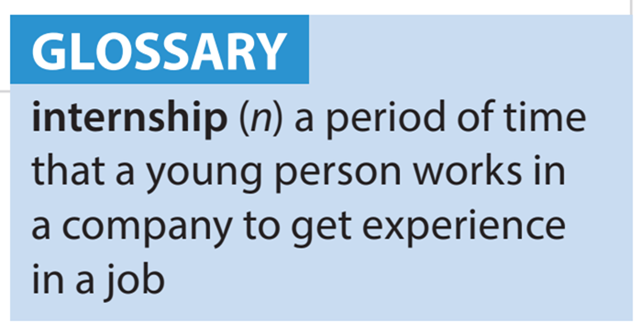 GLOSSARY
internship (n) a period of time
that a young person works in
a company to get experience
in a job